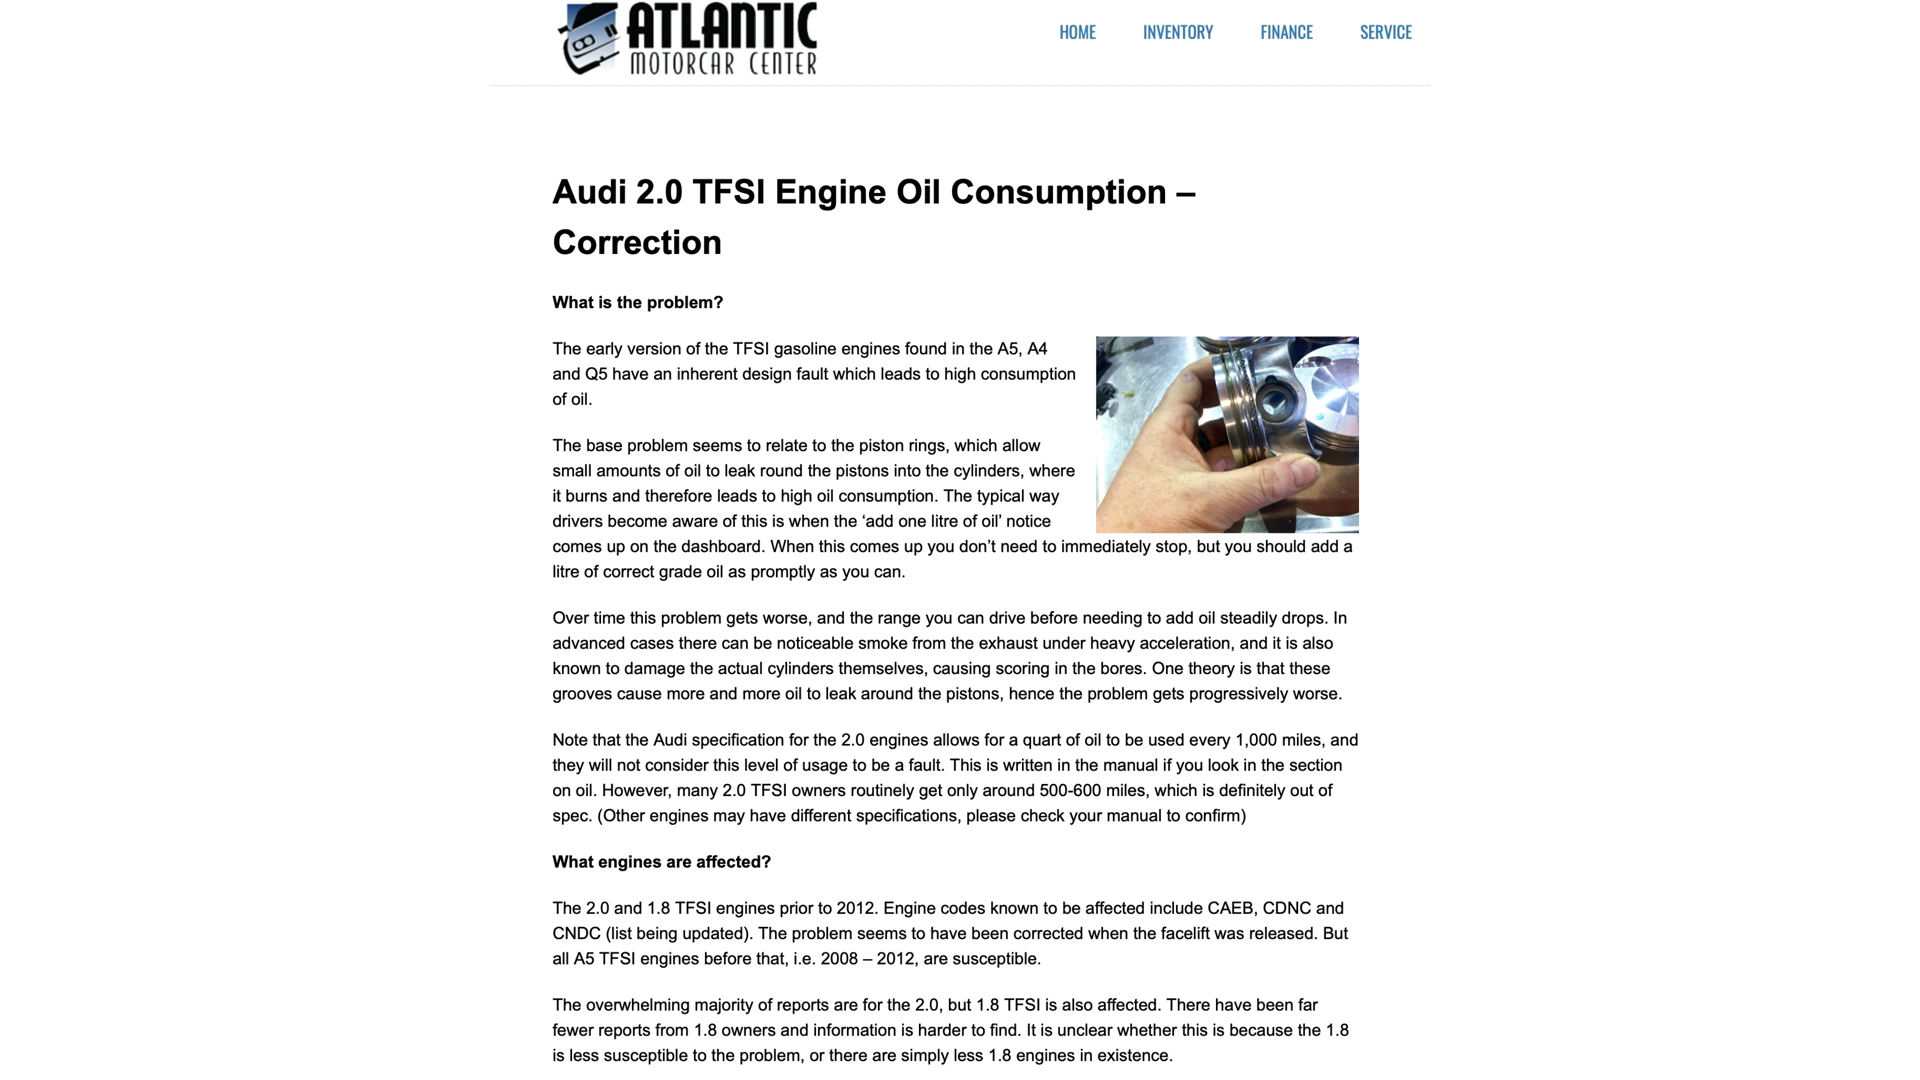 ATLANTIC
MOTORCAR CENTER
HOME
INVENTORY
FINANCE
SERVICE
Audi 2.0 TFSI Engine Oil Consumption –
Correction
What is the problem?
The early version of the TFSI gasoline engines found in the A5, A4
and Q5 have an inherent design fault which leads to high consumption
of oil.
The base problem seems to relate to the piston rings, which allow
small amounts of oil to leak round the pistons into the cylinders, where
it burns and therefore leads to high oil consumption. The typical way
drivers become aware of this is when the ‘add one litre of oil’ notice
comes up on the dashboard. When this comes up you don’t need to immediately stop, but you should add a
litre of correct grade oil as promptly as you can.
Over time this problem gets worse, and the range you can drive before needing to add oil steadily drops. In
advanced cases there can be noticeable smoke from the exhaust under heavy acceleration, and it is also
known to damage the actual cylinders themselves, causing scoring in the bores. One theory is that these
grooves cause more and more oil to leak around the pistons, hence the problem gets progressively worse.
Note that the Audi specification for the 2.0 engines allows for a quart of oil to be used every 1,000 miles, and
they will not consider this level of usage to be a fault. This is written in the manual if you look in the section
on oil. However, many 2.0 TFSI owners routinely get only around 500-600 miles, which is definitely out of
spec. (Other engines may have different specifications, please check your manual to confirm)
What engines are affected?
The 2.0 and 1.8 TFSI engines prior to 2012. Engine codes known to be affected include CAEB, CDNC and
CNDC (list being updated). The problem seems to have been corrected when the facelift was released. But
all A5 TFSI engines before that, i.e. 2008 – 2012, are susceptible.
The overwhelming majority of reports are for the 2.0, but 1.8 TFSI is also affected. There have been far
fewer reports from 1.8 owners and information is harder to find. It is unclear whether this is because the 1.8
is less susceptible to the problem, or there are simply less 1.8 engines in existence.